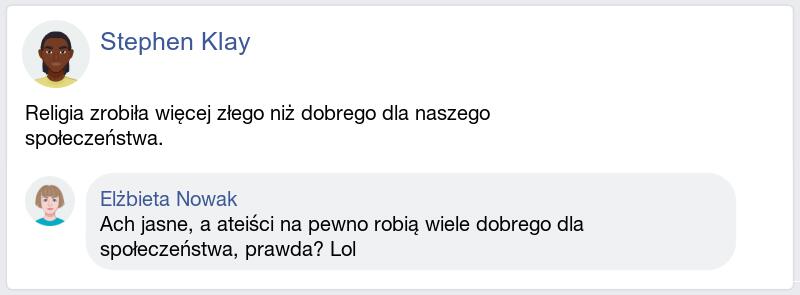 Stephen Klay
Religia zrobiła więcej złego niż dobrego dla naszego
społeczeństwa.
Elżbieta Nowak
Ach jasne, a ateiści na pewno robią wiele dobrego dla
społeczeństwa, prawda? Lol